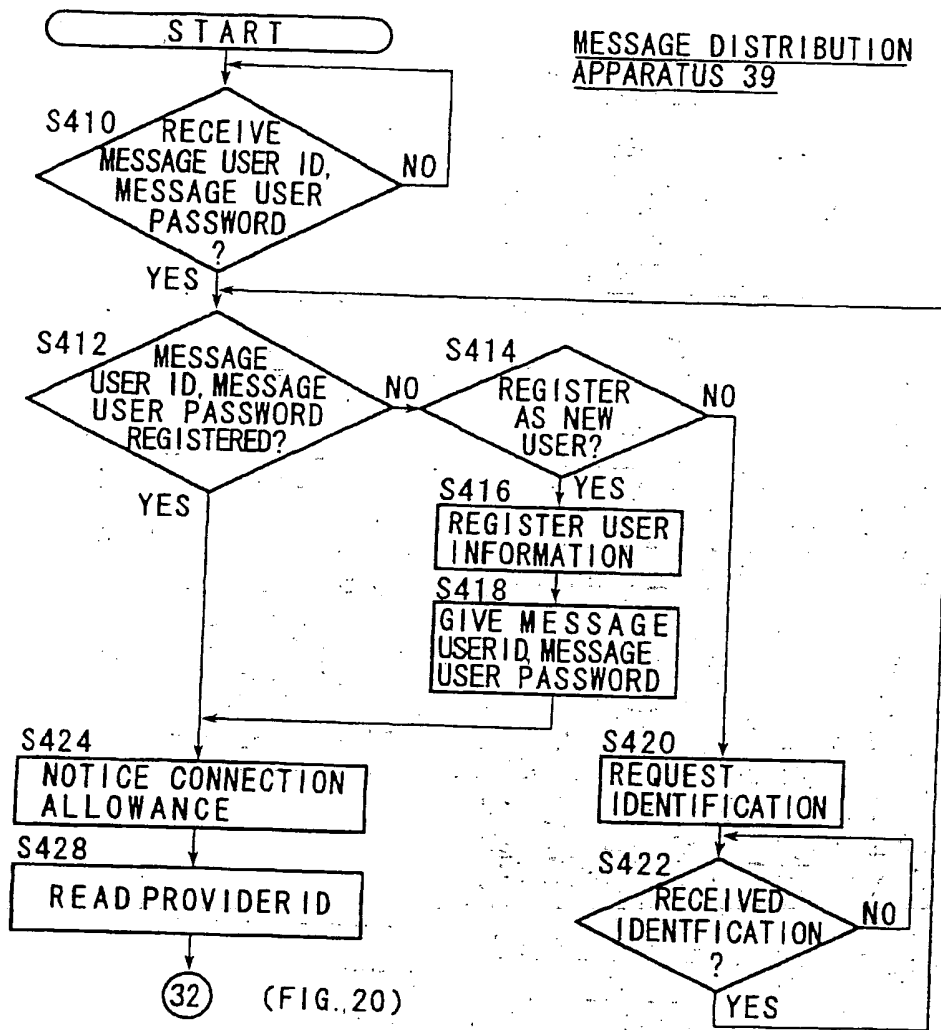 START
MESSAGE DISTRIBUTION
APPARATUS 39
S410
RECEIVE
MESSAGE USER ID,
MESSAGE USER
PASSWORD
?
NO
YES
S412
MESSAGE
USER ID, MESSAGE
USER PASSWORD
REGISTERED?
NO
YES
S414
REGISTER
AS NEW
USER?
NO
YES
S416
REGISTER USER
INFORMATION
S418
GIVE MESSAGE
USER ID, MESSAGE
USER PASSWORD
S424
NOTICE CONNECTION
ALLOWANCE
S420
REQUEST
IDENTIFICATION
S428
READ PROVIDER ID
S422
RECEIVED
IDENTFICATION
?
NO
YES
32
(FIG. 20)